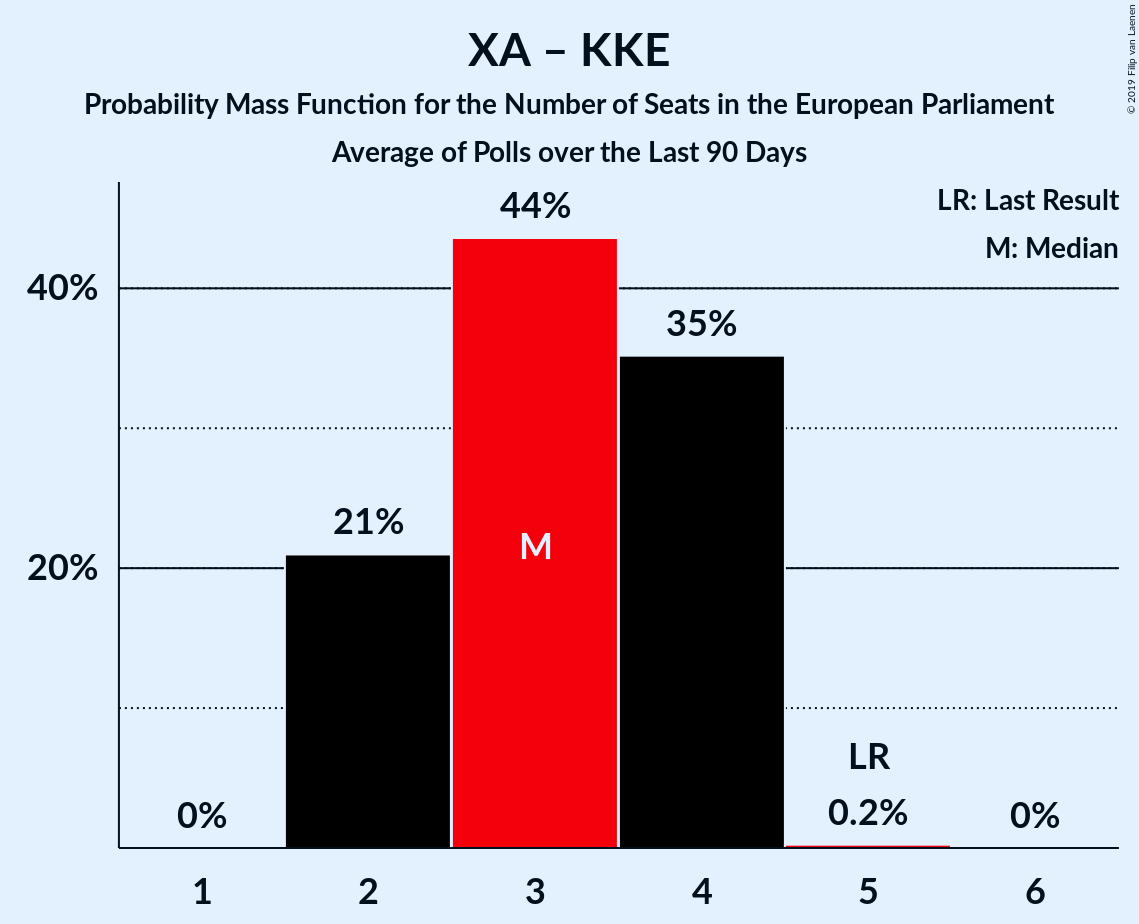 XA – KKE
Probability Mass Function for the Number of Seats in the European Parliament
Average of Polls over the Last 90 Days
© 2019 Filip van Laenen
LR: Last Result
M: Median
44%
40%
35%
21%
M
20%
LR
0%
0.2%
0%
1 2 3 4 5 6